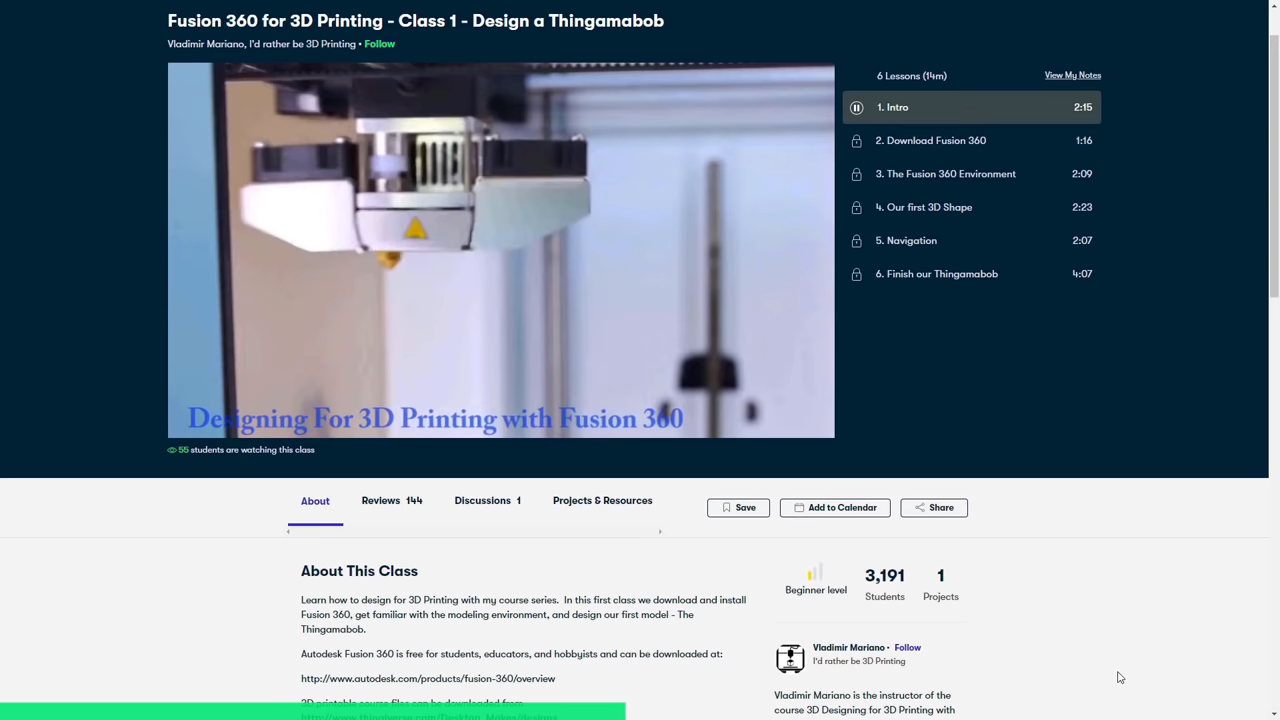 Fusion 360 for 3D Printing - Class 1 - Design a Thingamabob
Vladimir Mariano, I'd rather be 3D Printing • Follow
6 Lessons (14m) View My Notes
1. Intro 2:15
2. Download Fusion 360 1:16
3. The Fusion 360 Environment 2:09
4. Our first 3D Shape 2:23
5. Navigation 2:07
6. Finish our Thingamabob 4:07
Designing For 3D Printing with Fusion 360
55 students are watching this class
About Reviews 144 Discussions 1 Projects & Resources
Save Add to Calendar Share
About This Class
Learn how to design for 3D Printing with my course series. In this first class we download and install
Fusion 360, get familiar with the modeling environment, and design our first model - The
Thingamabob.
Autodesk Fusion 360 is free for students, educators, and hobbyists and can be downloaded at:
http://www.autodesk.com/products/fusion-360/overview
3D printable course files can be downloaded from
Beginner level
3,191
Students
1
Projects
Vladimir Mariano • Follow
I'd rather be 3D Printing
Vladimir Mariano is the instructor of the
course 3D Designing for 3D Printing with